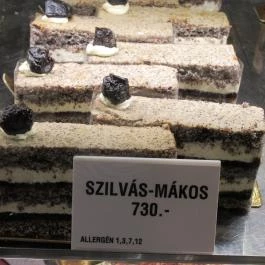 SZILVÁS-MÁKOS
730.-
ALLERGÉN 1,3,7,12